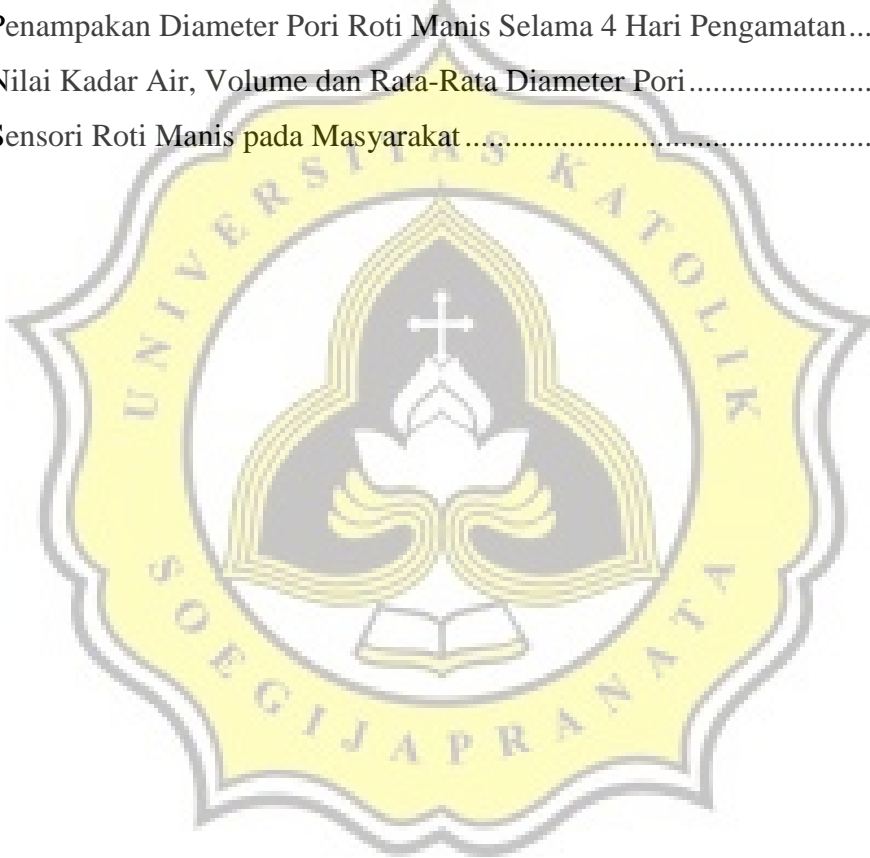 Penampakan Diameter Pori Roti Manis Selama 4 Hari Pengamatan...
Nilai Kadar Air, Volume dan Rata-Rata Diameter Pori.......................
Sensori Roti Manis pada Masyarakat..................................................
UNIVERSITAS KATOLIK
SOEGIJAPRANATA